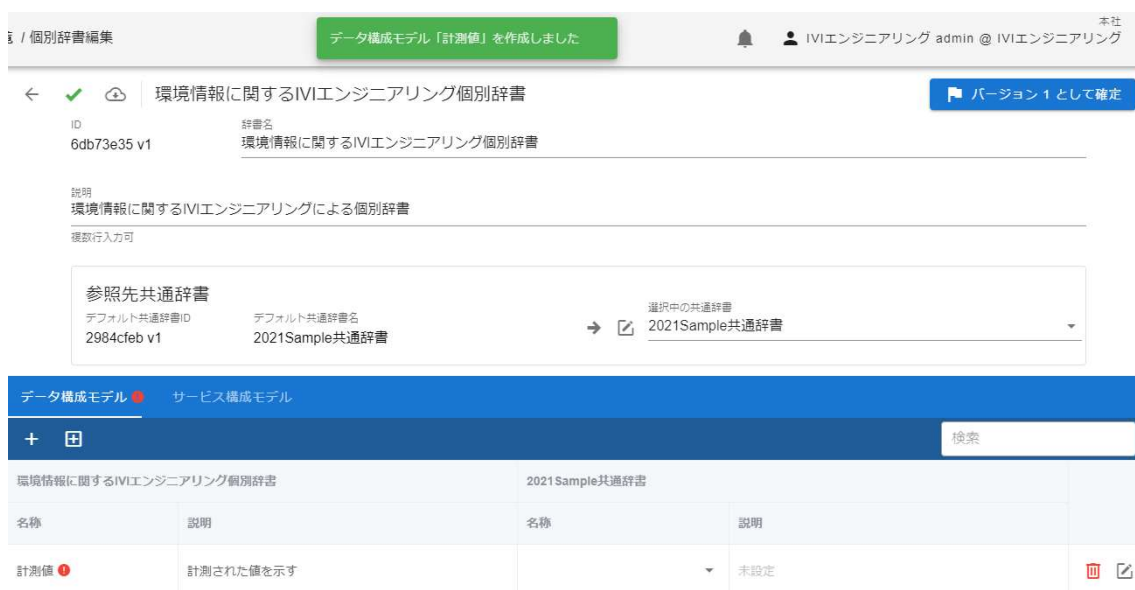 / 個別辞書編集
データ構成モデル「計測値」を作成しました
本社
IVIエンジニアリング admin @ IVIエンジニアリング
環境情報に関するIVIエンジニアリング個別辞書
バージョン 1 として確定
ID
辞書名
6db73e35 v1
環境情報に関するIVIエンジニアリング個別辞書
説明
環境情報に関するIVIエンジニアリングによる個別辞書
複数行入力可
参照先共通辞書
デフォルト共通辞書ID
デフォルト共通辞書名
選択中の共通辞書
2984cfeb v1
2021Sample共通辞書
2021Sample共通辞書
データ構成モデル
サービス構成モデル
検索
環境情報に関するIVIエンジニアリング個別辞書
2021Sample共通辞書
名称
説明
名称
説明
計測値
計測された値を示す
未設定